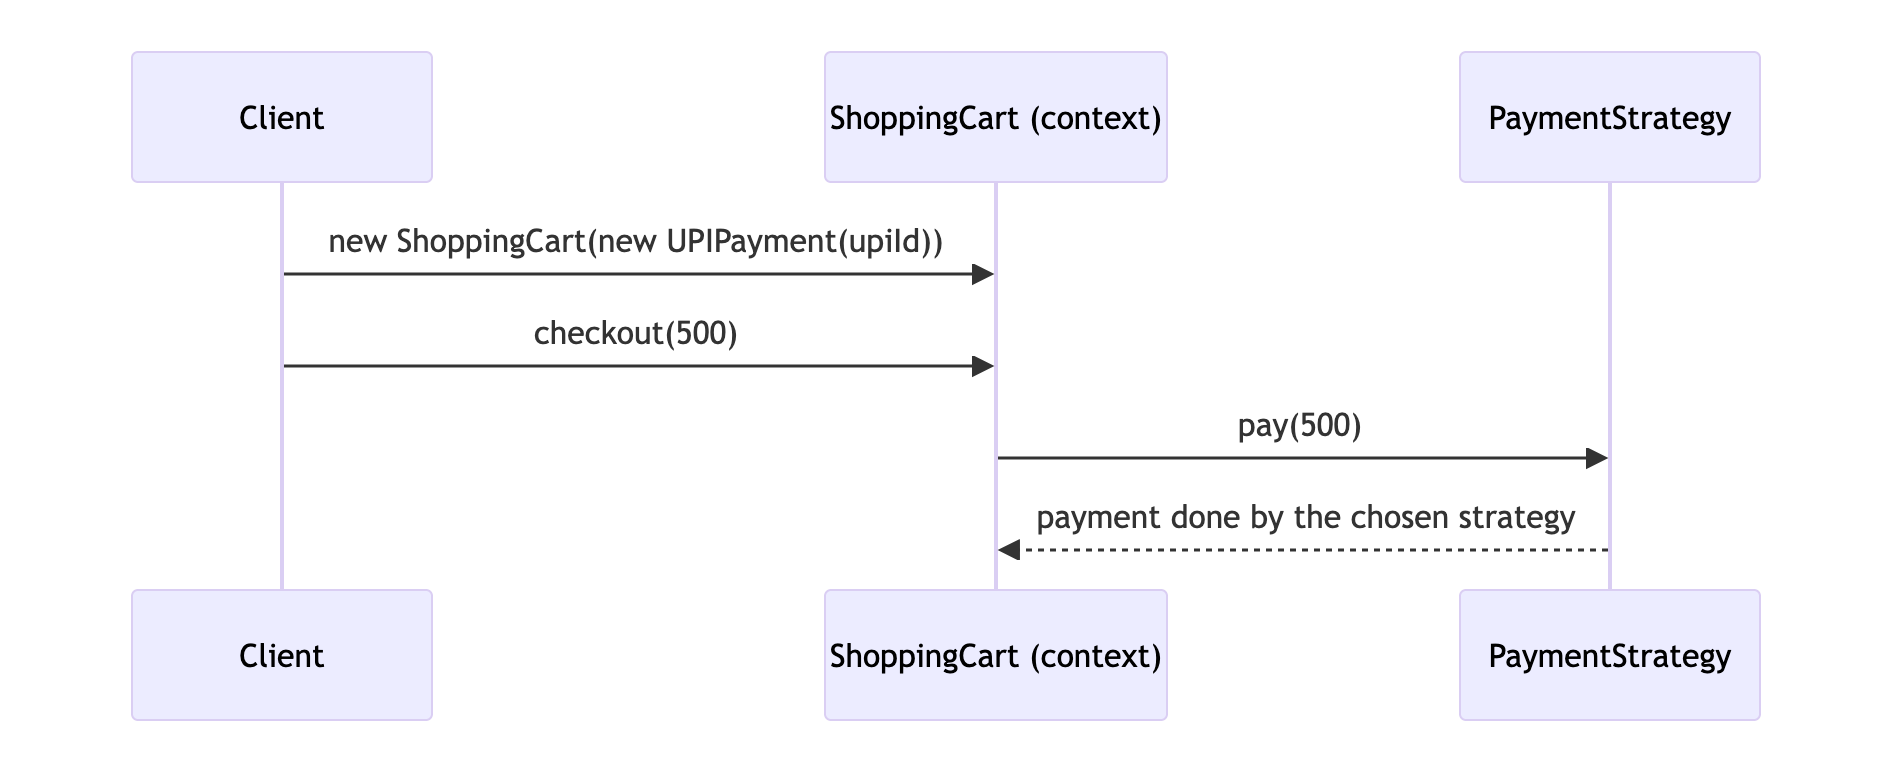 Client
ShoppingCart (context)
PaymentStrategy
new ShoppingCart(new UPIPayment(upiId))
checkout(500)
pay(500)
payment done by the chosen strategy
Client
ShoppingCart (context)
PaymentStrategy